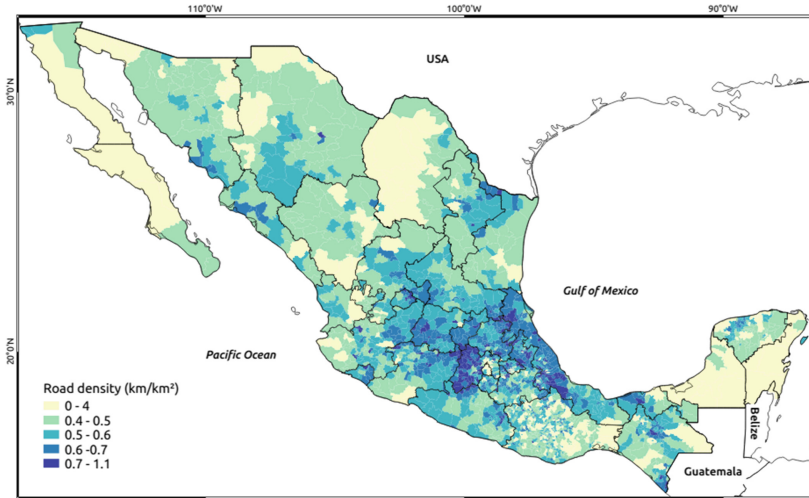 110°0'W
100°0'W
90°0'W
USA
30°0'N
Gulf of Mexico
20°0'N
Pacific Ocean
Road density (km/km²)
0 - 4
0.4 - 0.5
0.5 - 0.6
0.6 -0.7
0.7 - 1.1
Belize
Guatemala